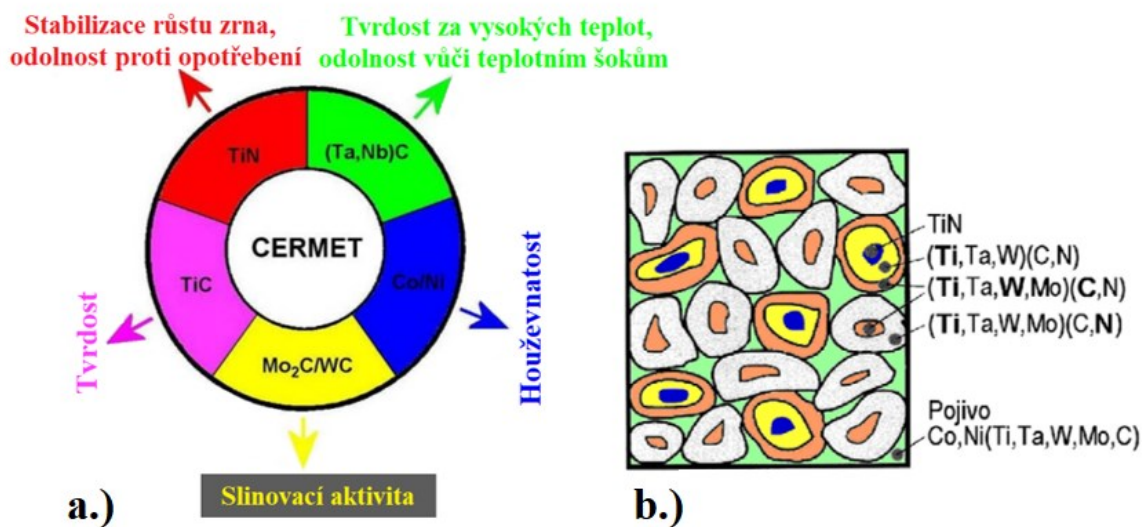 Stabilizace růstu zrna,
odolnost proti opotřebení
Tvrdost za vysokých teplot,
odolnost vůči teplotním šokům
TiN
(Ta,Nb)C
CERMET
TiC
Co/Ni
Mo₂C/WC
Tvrdost
Houževnatost
Slinovací aktivita
a.)
TiN
(Ti,Ta,W)(C,N)
(Ti,Ta,W,Mo)(C,N)
(Ti,Ta,W,Mo)(C,N)
Pojivo
Co,Ni(Ti,Ta,W,Mo,C)
b.)